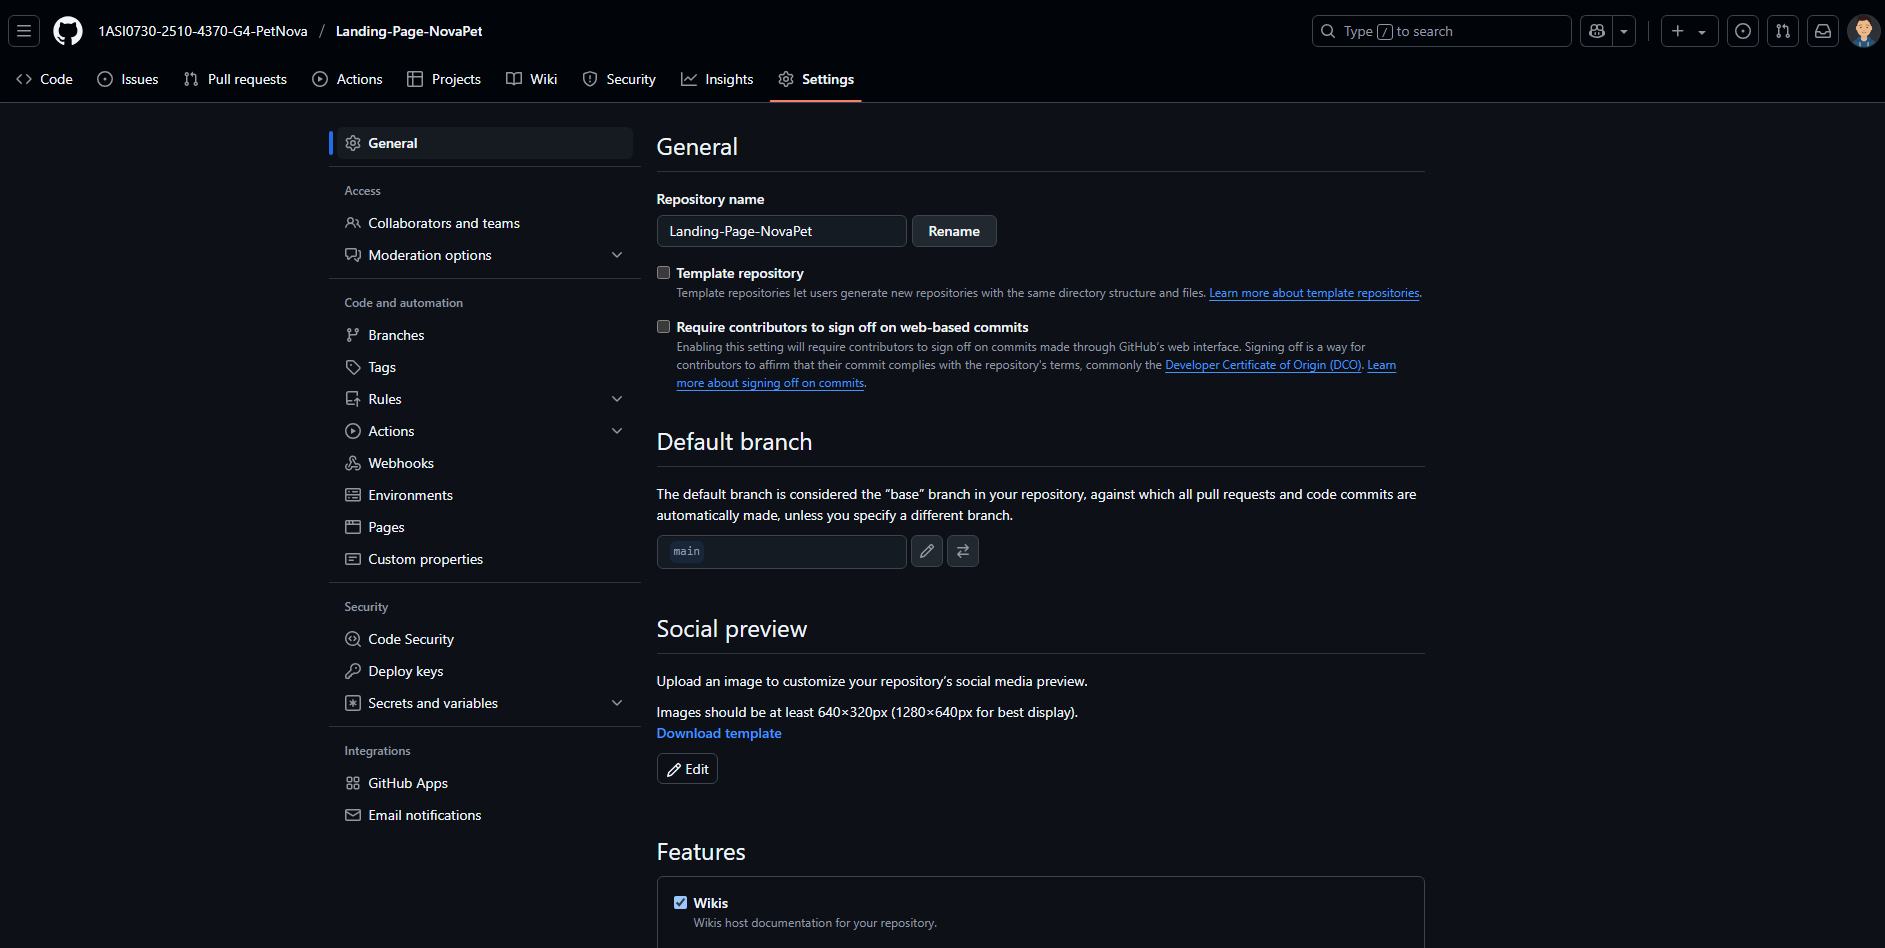 1ASI0730-2510-4370-G4-PetNova / Landing-Page-NovaPet
Type / to search
Code
Issues
Pull requests
Actions
Projects
Wiki
Security
Insights
Settings
General
Access
Collaborators and teams
Moderation options
Code and automation
Branches
Tags
Rules
Actions
Webhooks
Environments
Pages
Custom properties
Security
Code Security
Deploy keys
Secrets and variables
Integrations
GitHub Apps
Email notifications
General
Repository name
Landing-Page-NovaPet
Rename
Template repository
Template repositories let users generate new repositories with the same directory structure and files. Learn more about template repositories.
Require contributors to sign off on web-based commits
Enabling this setting will require contributors to sign off on commits made through GitHub's web interface. Signing off is a way for
contributors to affirm that their commit complies with the repository's terms, commonly the Developer Certificate of Origin (DCO). Learn
more about signing off on commits.
Default branch
The default branch is considered the “base” branch in your repository, against which all pull requests and code commits are
automatically made, unless you specify a different branch.
main
Social preview
Upload an image to customize your repository’s social media preview.
Images should be at least 640×320px (1280×640px for best display).
Download template
Edit
Features
Wikis
Wikis host documentation for your repository.